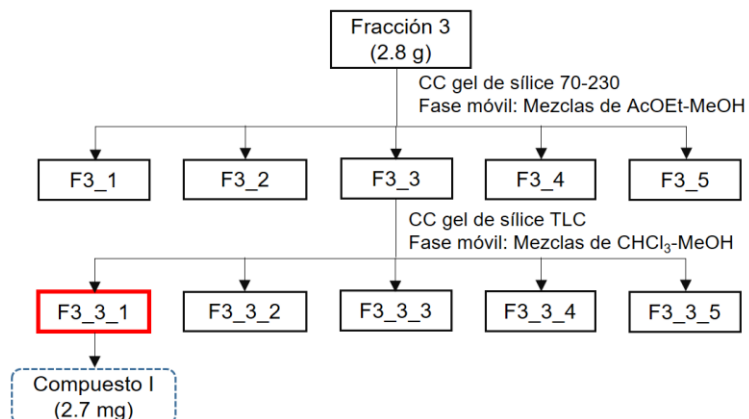 Fracción 3
(2.8 g)
CC gel de sílice 70-230
Fase móvil: Mezclas de AcOEt-MeOH
F3_1
F3_2
F3_3
F3_4
F3_5
CC gel de sílice TLC
Fase móvil: Mezclas de CHCl₃-MeOH
F3_3_1
F3_3_2
F3_3_3
F3_3_4
F3_3_5
Compuesto I
(2.7 mg)